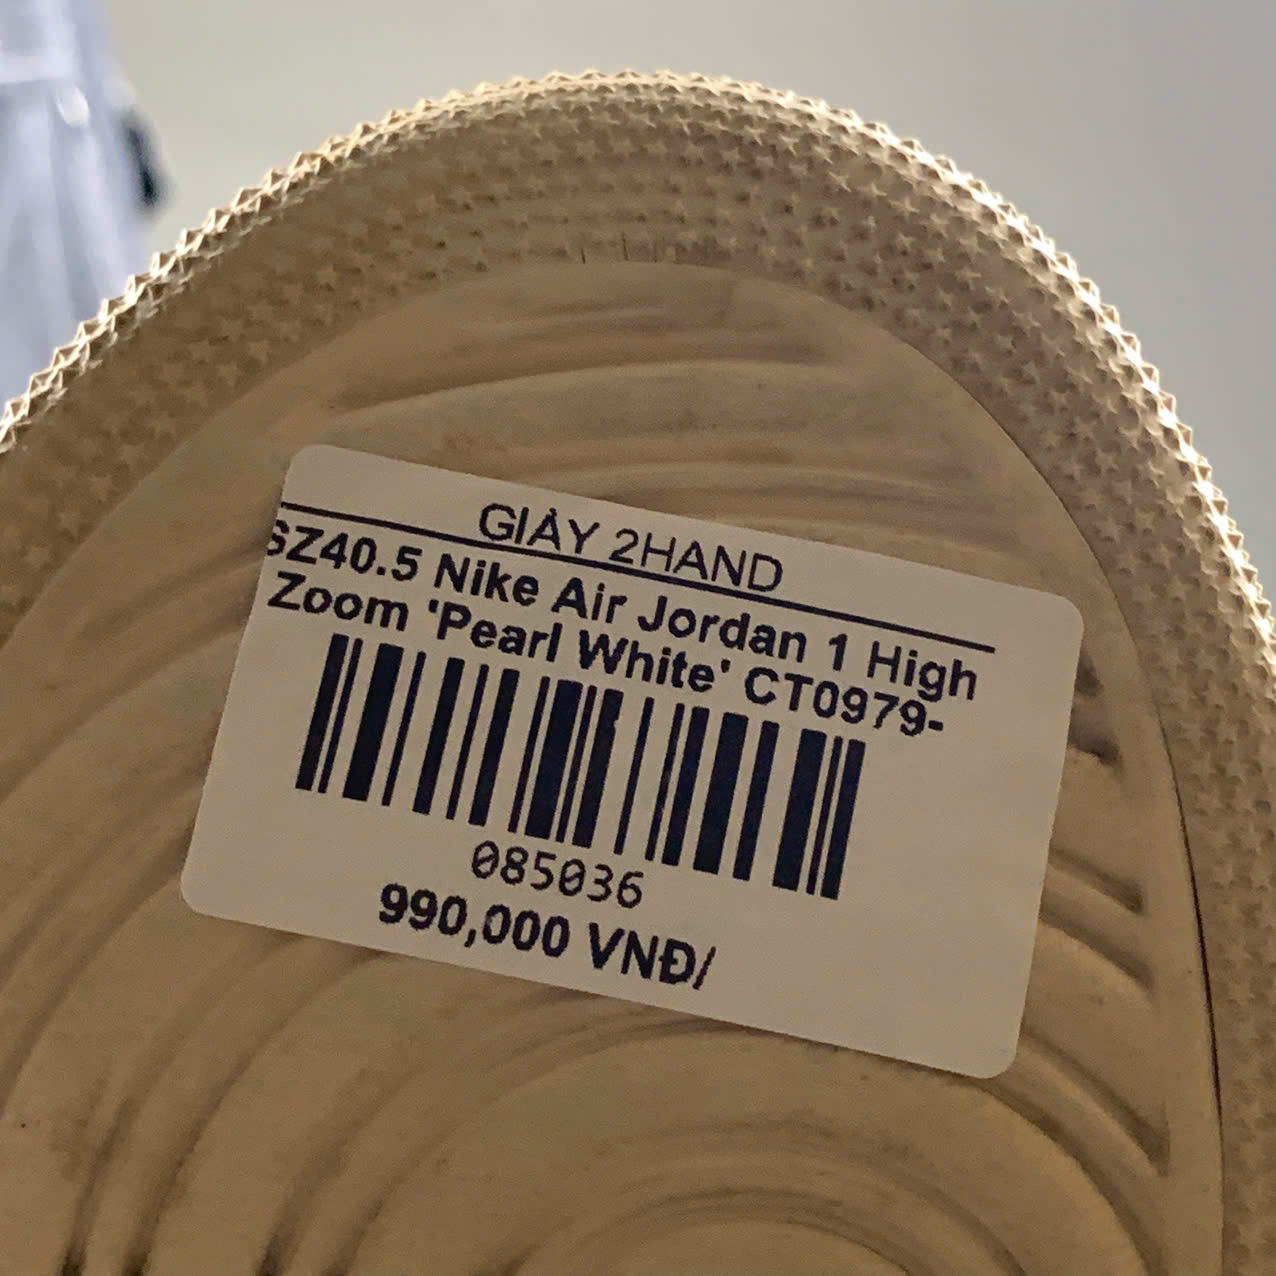 GIÀY 2HAND
SZ40.5 Nike Air Jordan 1 High
Zoom 'Pearl White' CT0979-
085036
990,000 VNĐ/